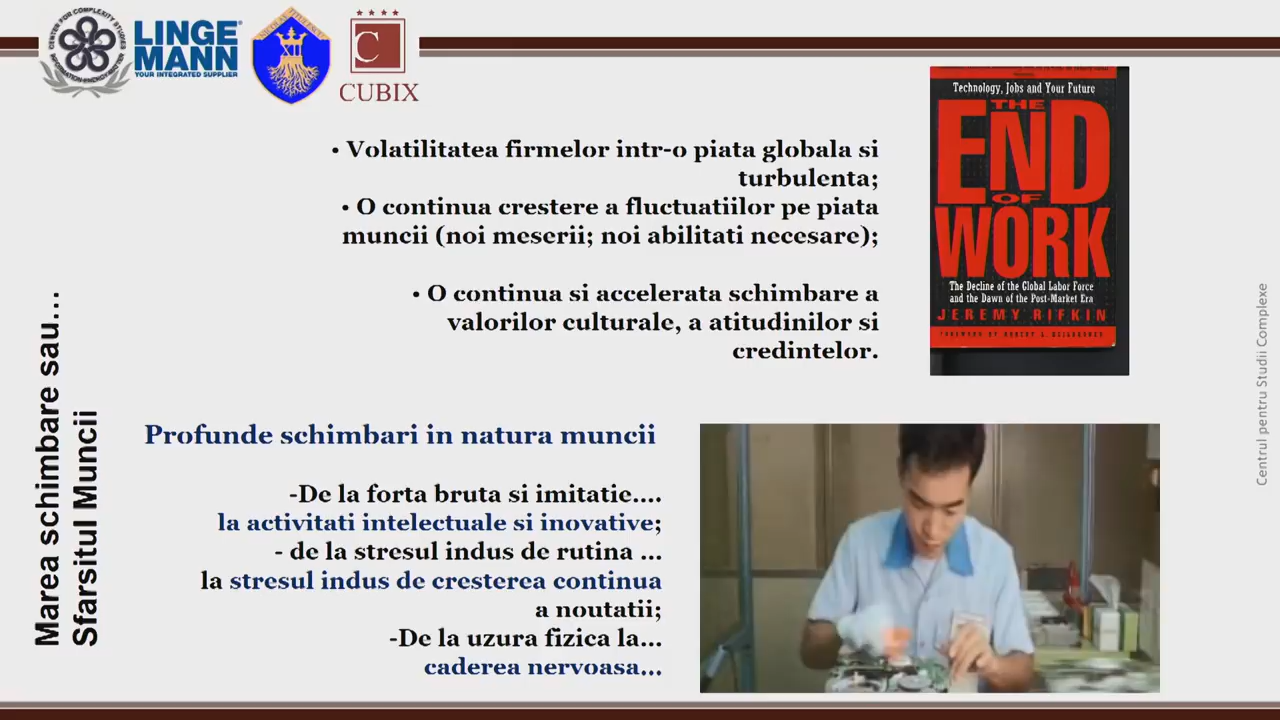 LINGE
MANN
YOUR INTEGRATED SUPPLIER
C
CUBIX
Technology, Jobs and Your Future
THE
END
OF
WORK
The Decline of the Global Labor Force
and the Dawn of the Post-Market Era
JEREMY RIFKIN
• Volatilitatea firmelor intr-o piata globala si
turbulenta;
• O continua crestere a fluctuatiilor pe piata
muncii (noi meserii; noi abilitati necesare);
• O continua si accelerata schimbare a
valorilor culturale, a atitudinilor si
credintelor.
Marea schimbare sau...
Sfarsitul Muncii
Profunde schimbari in natura muncii
-De la forta bruta si imitatie....
la activitati intelectuale si inovative;
- de la stresul indus de rutina ...
la stresul indus de cresterea continua
a noutatii;
-De la uzura fizica la...
caderea nervoasa...
Centrul pentru Studii Complexe